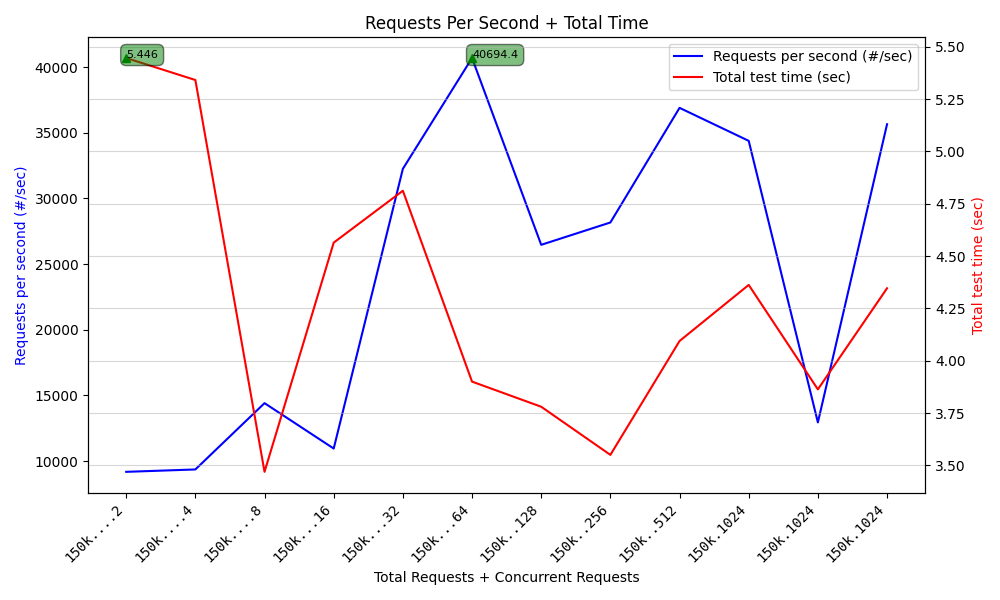 Requests Per Second + Total Time
5.446
40694.4
Requests per second (#/sec)
Total test time (sec)
40000
35000
30000
25000
20000
15000
10000
Requests per second (#/sec)
5.50
5.25
5.00
4.75
4.50
4.25
4.00
3.75
3.50
Total test time (sec)
150k....2
150k....4
150k....8
150k...16
150k...32
150k...64
150k..128
150k..256
150k..512
150k.1024
150k.1024
150k.1024
Total Requests + Concurrent Requests